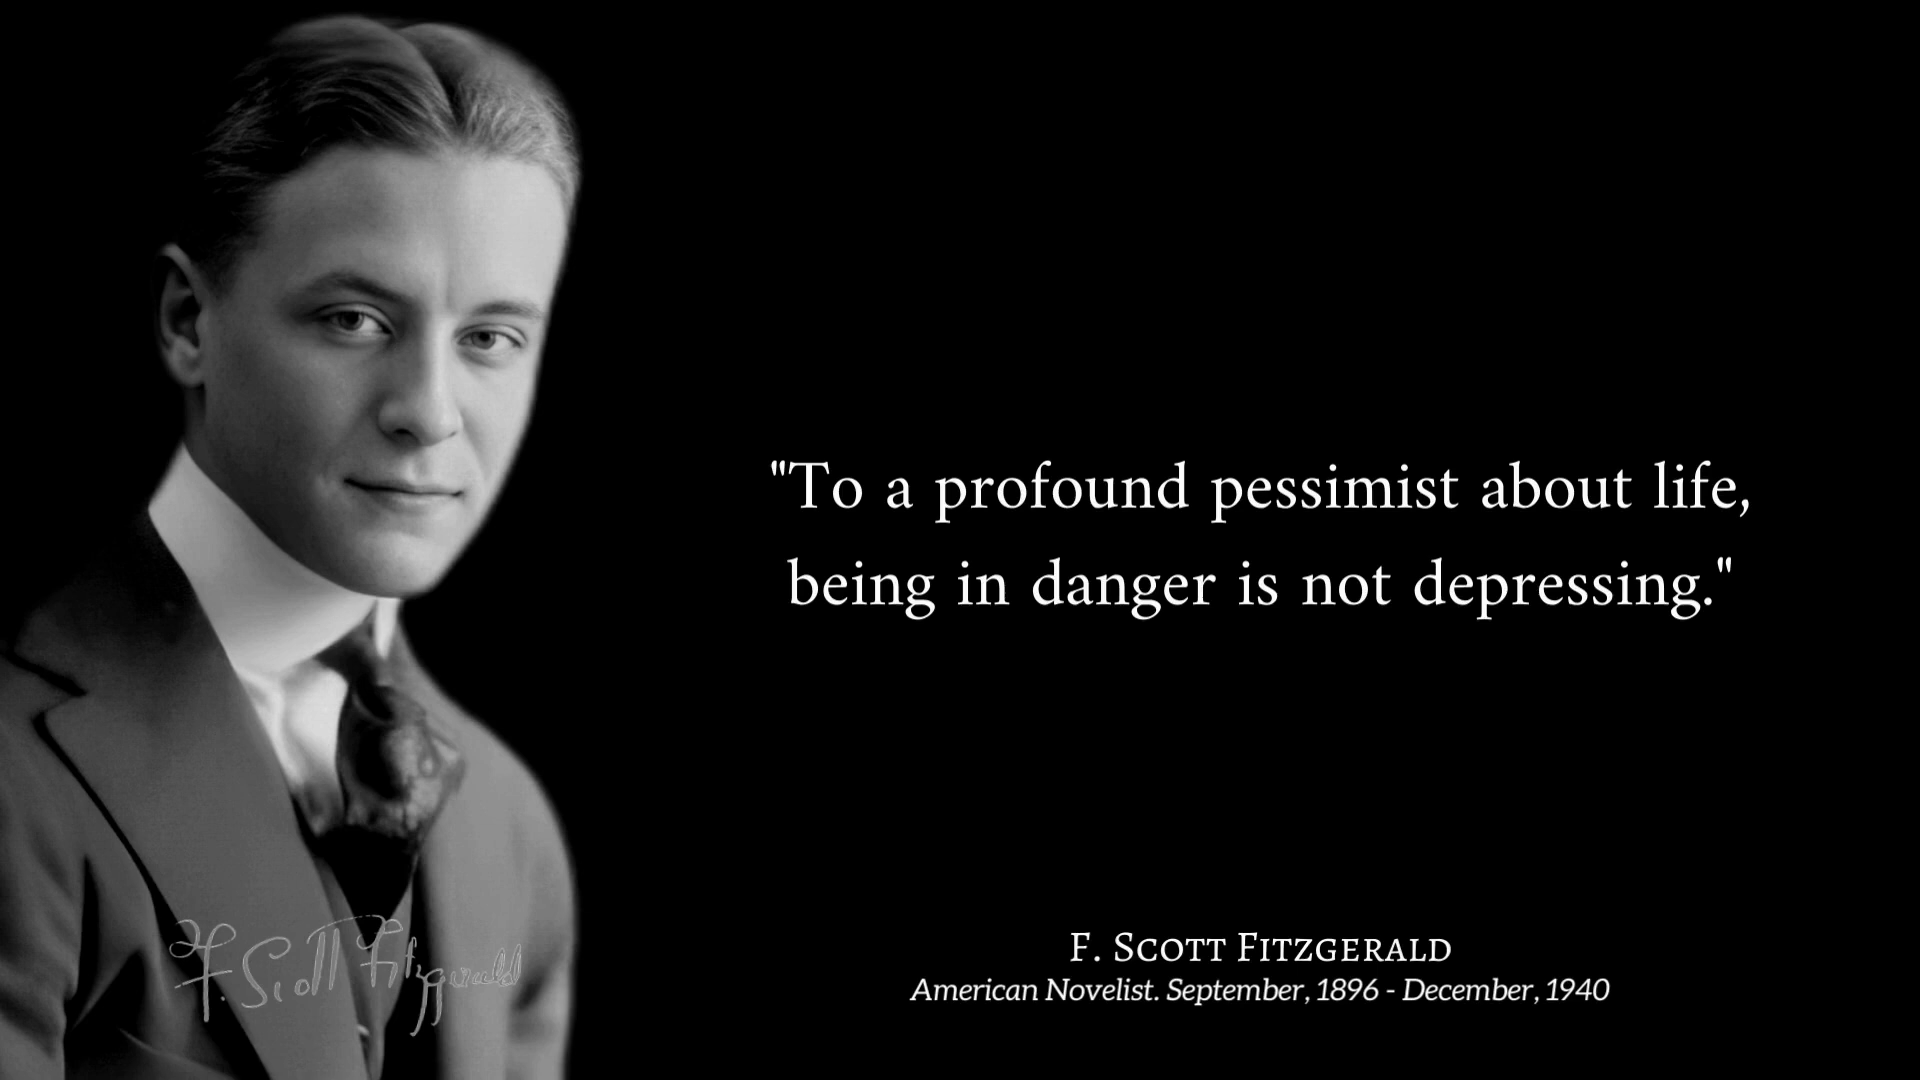 "To a profound pessimist about life,
being in danger is not depressing."
F. Scott Fitzgerald
F. Scott Fitzgerald
American Novelist. September, 1896 - December, 1940